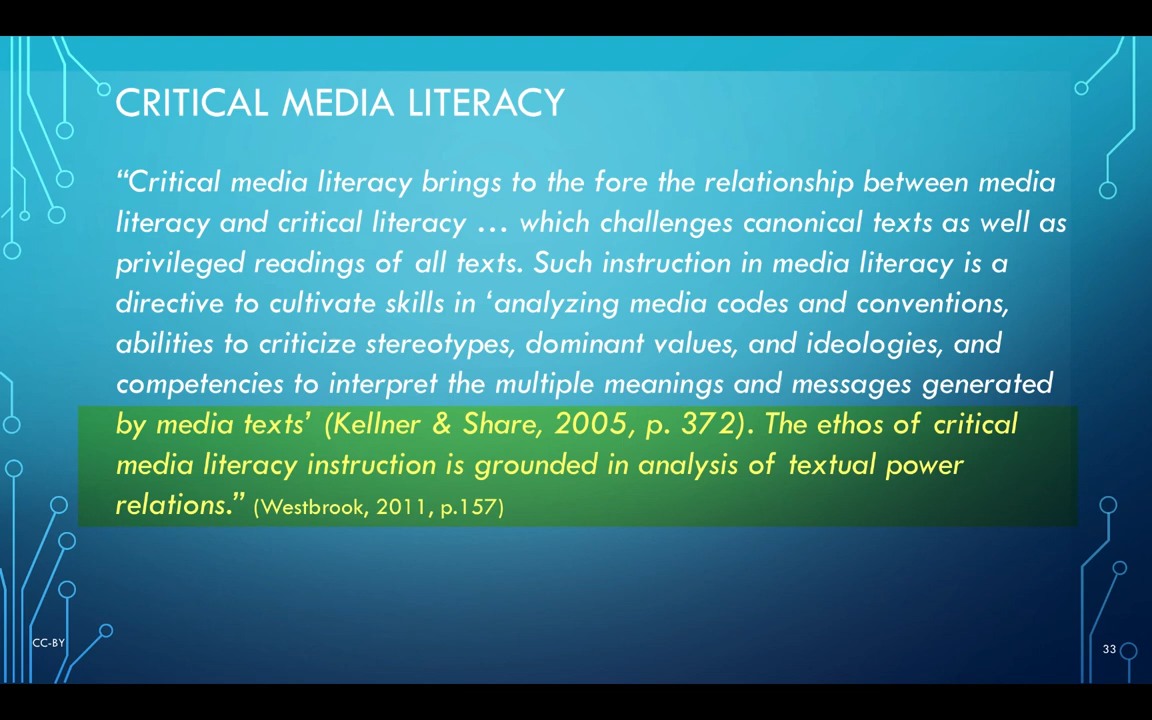 CRITICAL MEDIA LITERACY
“Critical media literacy brings to the fore the relationship between media
literacy and critical literacy … which challenges canonical texts as well as
privileged readings of all texts. Such instruction in media literacy is a
directive to cultivate skills in ‘analyzing media codes and conventions,
abilities to criticize stereotypes, dominant values, and ideologies, and
competencies to interpret the multiple meanings and messages generated
by media texts’ (Kellner & Share, 2005, p. 372). The ethos of critical
media literacy instruction is grounded in analysis of textual power
relations.” (Westbrook, 2011, p.157)
CC-BY
33